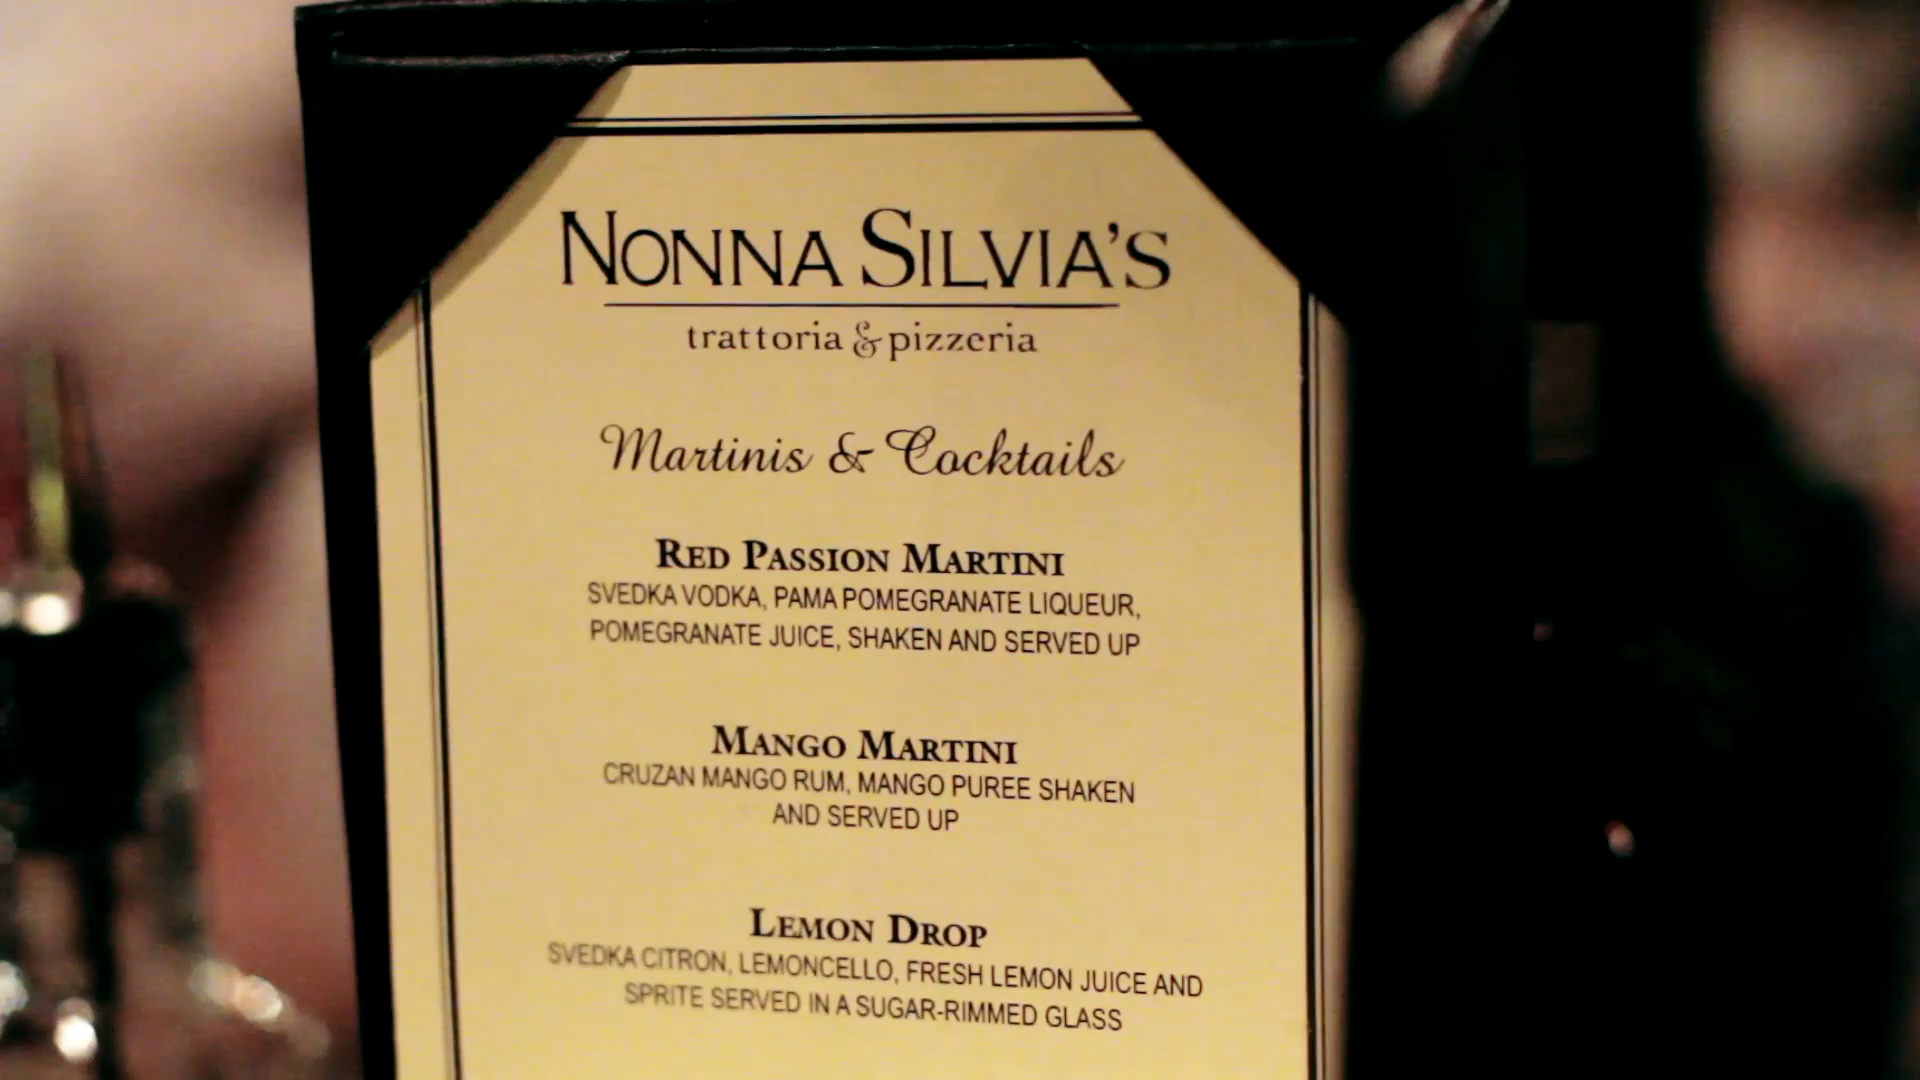 NONNA SILVIA'S
trattoria & pizzeria
Martinis & Cocktails
RED PASSION MARTINI
SVEDKA VODKA, PAMA POMEGRANATE LIQUEUR,
POMEGRANATE JUICE, SHAKEN AND SERVED UP
MANGO MARTINI
CRUZAN MANGO RUM, MANGO PUREE SHAKEN
AND SERVED UP
LEMON DROP
SVEDKA CITRON, LEMONCELLO, FRESH LEMON JUICE AND
SPRITE SERVED IN A SUGAR-RIMMED GLASS